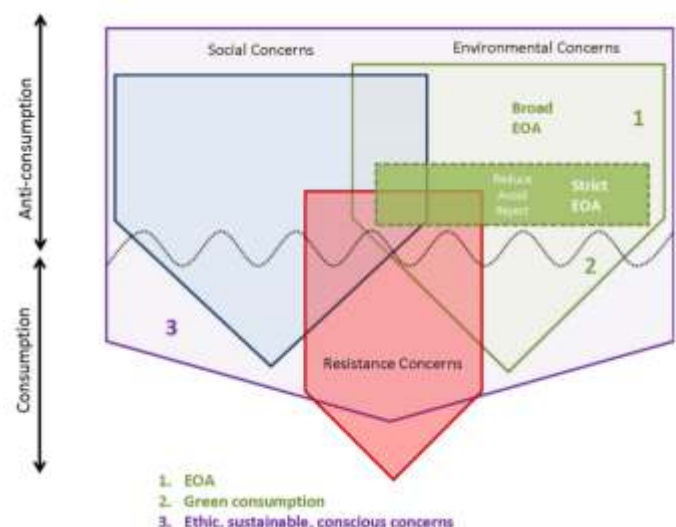 Social Concerns
Environmental Concerns
Anti-consumption
Broad
EOA
1
Reduce
Avoid
Reject
Strict
EOA
2
3
Consumption
Resistance Concerns
1. EOA
2. Green consumption
3. Ethic, sustainable, conscious concerns